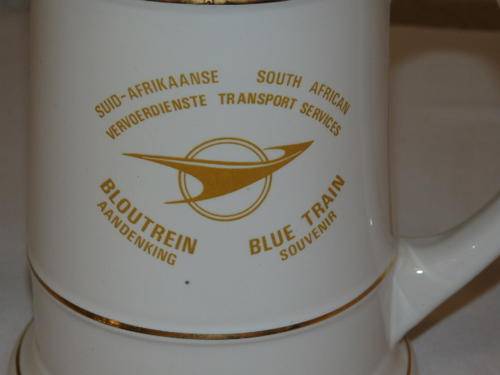 SUID-AFRIKAANSE SOUTH AFRICAN
VERVOERDIENSTE TRANSPORT SERVICES
BLOUTREIN
AANDENKING
BLUE TRAIN
SOUVENIR